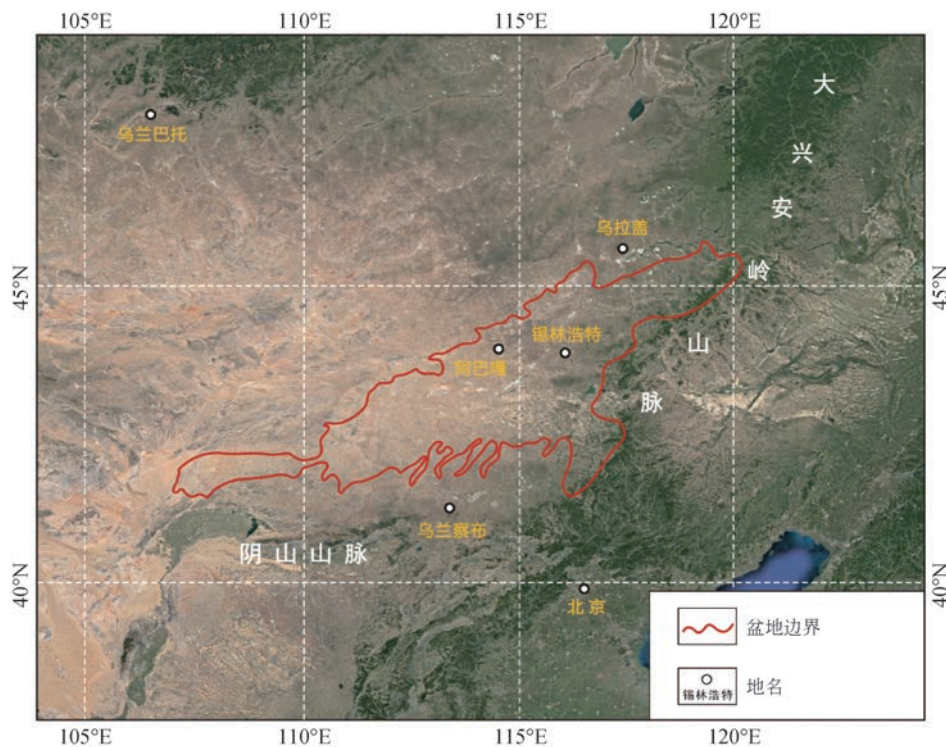 105°E 110°E 115°E 120°E
大
乌兰巴托
兴
安
乌拉盖
岭
45°N 45°N
锡林浩特
山
阿巴嘎
脉
乌兰察布
阴山山脉
40°N 40°N
北京
盆地边界
锡林浩特 地名
105°E 110°E 115°E 120°E